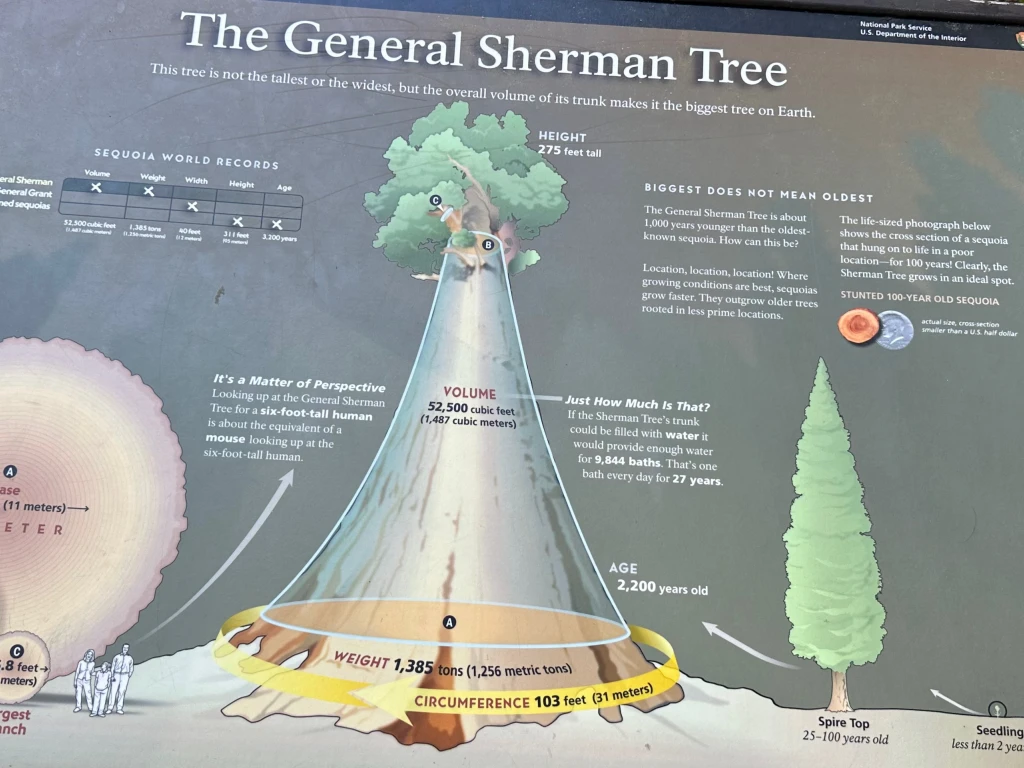 National Park Service
U.S. Department of the Interior
The General Sherman Tree
This tree is not the tallest or the widest, but the overall volume of its trunk makes it the biggest tree on Earth.
SEQUOIA WORLD RECORDS
Volume Weight Width Height Age
eral Sherman X X
General Grant X
ned sequoias X X
52,500 cubic feet 1,385 tons 40 feet 311 feet 3,200 years
(1,487 cubic meters) (1,256 metric tons) (12 meters) (95 meters)
HEIGHT
275 feet tall
C
B
BIGGEST DOES NOT MEAN OLDEST
The General Sherman Tree is about
1,000 years younger than the oldest-
known sequoia. How can this be?
Location, location, location! Where
growing conditions are best, sequoias
grow faster. They outgrow older trees
rooted in less prime locations.
The life-sized photograph below
shows the cross section of a sequoia
that hung on to life in a poor
location—for 100 years! Clearly, the
Sherman Tree grows in an ideal spot.
STUNTED 100-YEAR OLD SEQUOIA
actual size, cross-section
smaller than a U.S. half dollar
It's a Matter of Perspective
Looking up at the General Sherman
Tree for a six-foot-tall human
is about the equivalent of a
mouse looking up at the
six-foot-tall human.
VOLUME
52,500 cubic feet
(1,487 cubic meters)
Just How Much Is That?
If the Sherman Tree's trunk
could be filled with water it
would provide enough water
for 9,844 baths. That's one
bath every day for 27 years.
A
ase
(11 meters)
ETER
AGE
2,200 years old
A
WEIGHT 1,385 tons (1,256 metric tons)
CIRCUMFERENCE 103 feet (31 meters)
C
.8 feet
meters)
rgest
anch
Spire Top
25–100 years old
Seedling
less than 2 yea